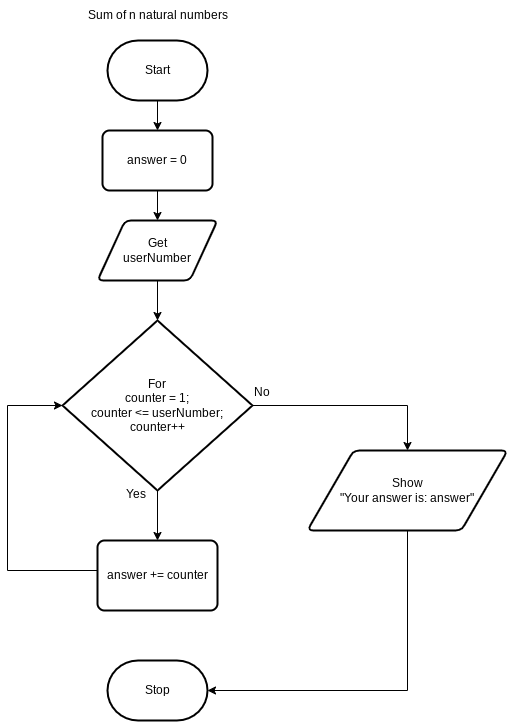 Sum of n natural numbers
Start
answer = 0
Get
userNumber
For
counter = 1;
counter <= userNumber;
counter++
No
Yes
Show
"Your answer is: answer"
answer += counter
Stop